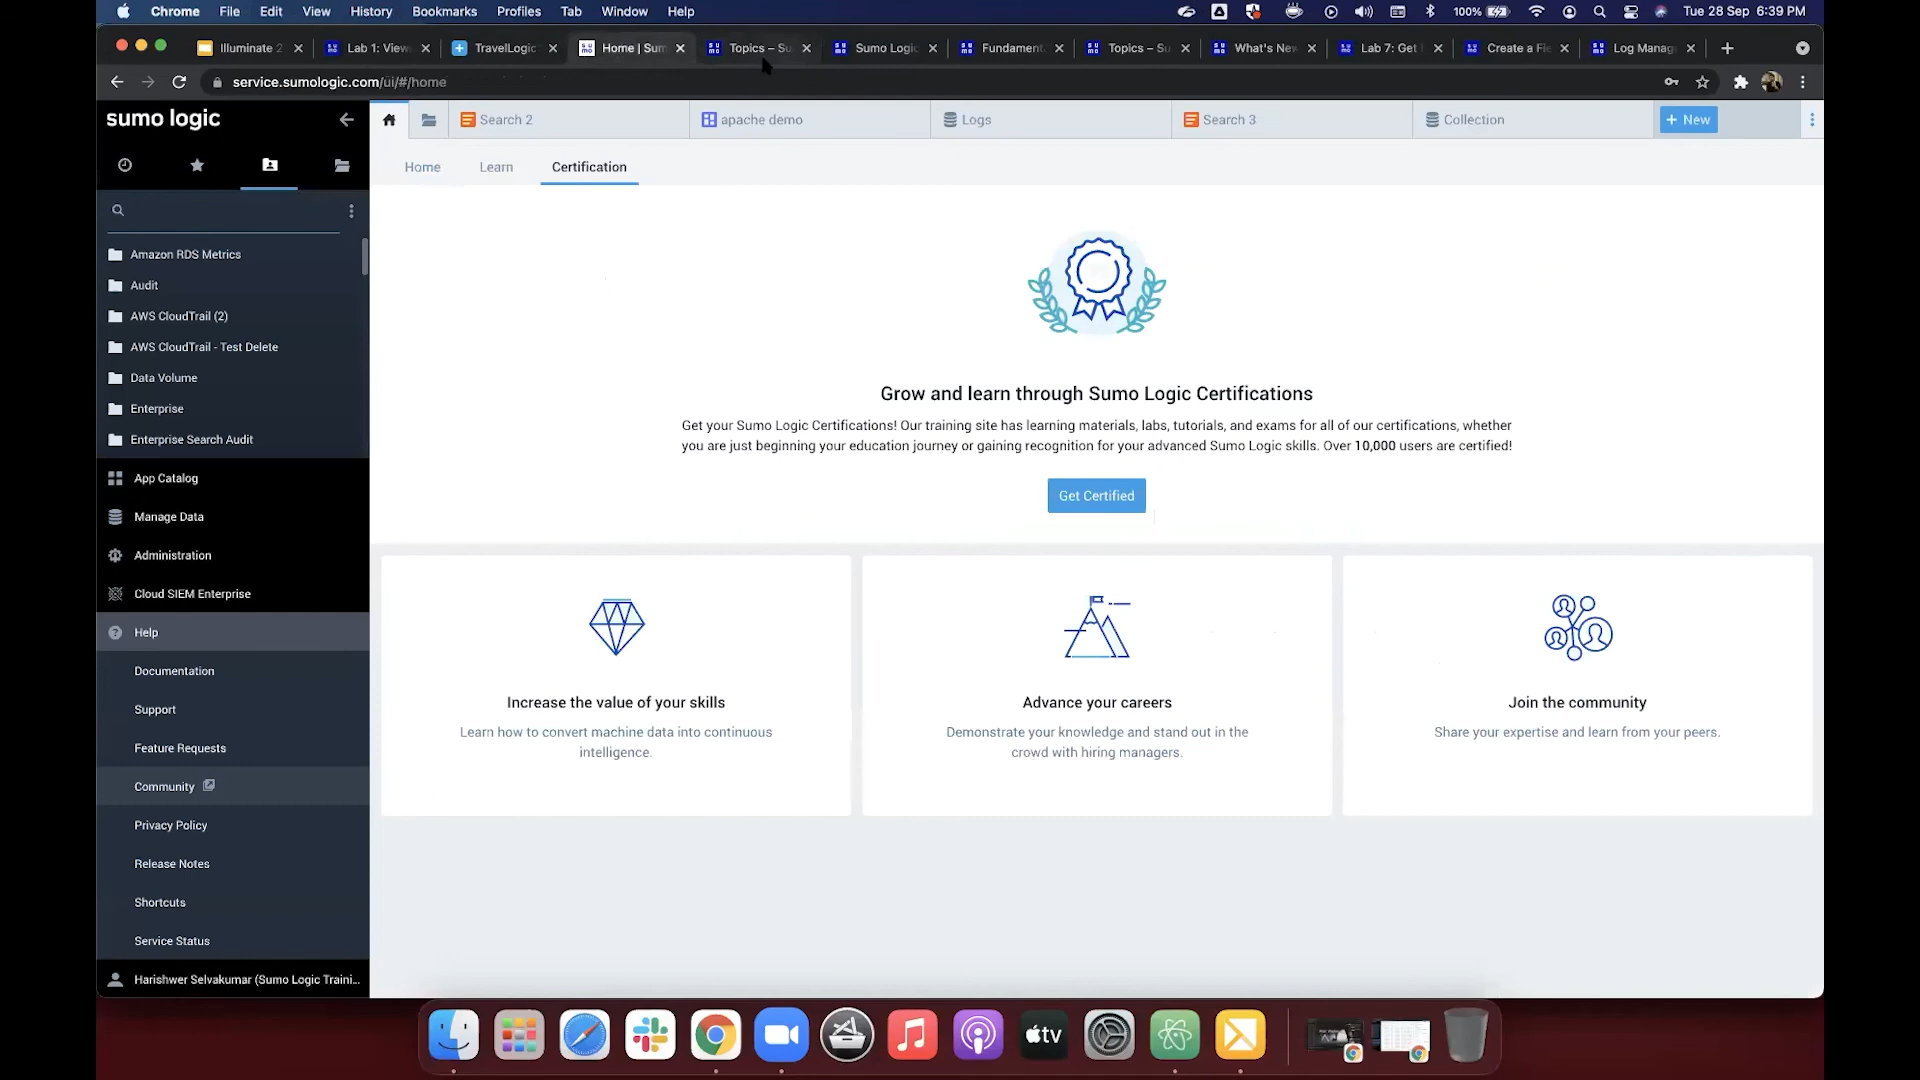 Chrome File Edit View History Bookmarks Profiles Tab Window Help 100% Tue 28 Sep 6:39 PM
Illuminate 2 Lab 1: View TravelLogic Home | Sum Topics – Su Sumo Logic Fundament Topics – Su What's New Lab 7: Get Create a Fie Log Manag
service.sumologic.com/ui/#/home
sumo logic
Search 2 apache demo Logs Search 3 Collection + New
Home Learn Certification
Amazon RDS Metrics
Audit
AWS CloudTrail (2)
AWS CloudTrail - Test Delete
Data Volume
Enterprise
Enterprise Search Audit
App Catalog
Manage Data
Administration
Cloud SIEM Enterprise
Help
Documentation
Support
Feature Requests
Community
Privacy Policy
Release Notes
Shortcuts
Service Status
Harishwer Selvakumar (Sumo Logic Traini...
Grow and learn through Sumo Logic Certifications
Get your Sumo Logic Certifications! Our training site has learning materials, labs, tutorials, and exams for all of our certifications, whether
you are just beginning your education journey or gaining recognition for your advanced Sumo Logic skills. Over 10,000 users are certified!
Get Certified
Increase the value of your skills
Learn how to convert machine data into continuous
intelligence.
Advance your careers
Demonstrate your knowledge and stand out in the
crowd with hiring managers.
Join the community
Share your expertise and learn from your peers.
tv